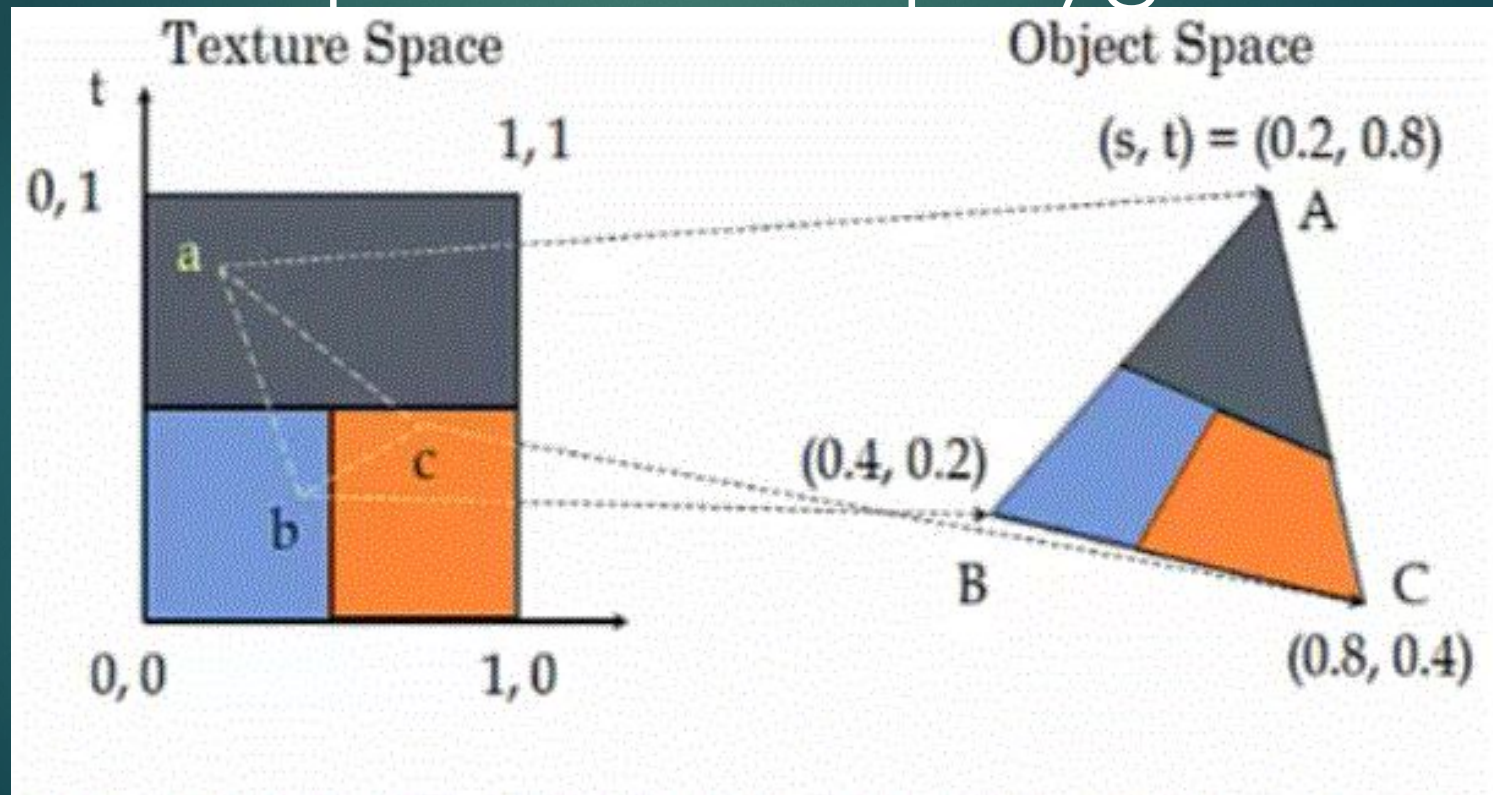 Texture Space
Object Space
t
1, 1
(s, t) = (0.2, 0.8)
0, 1
A
a
(0.4, 0.2)
c
b
B
C
(0.8, 0.4)
0, 0
1, 0